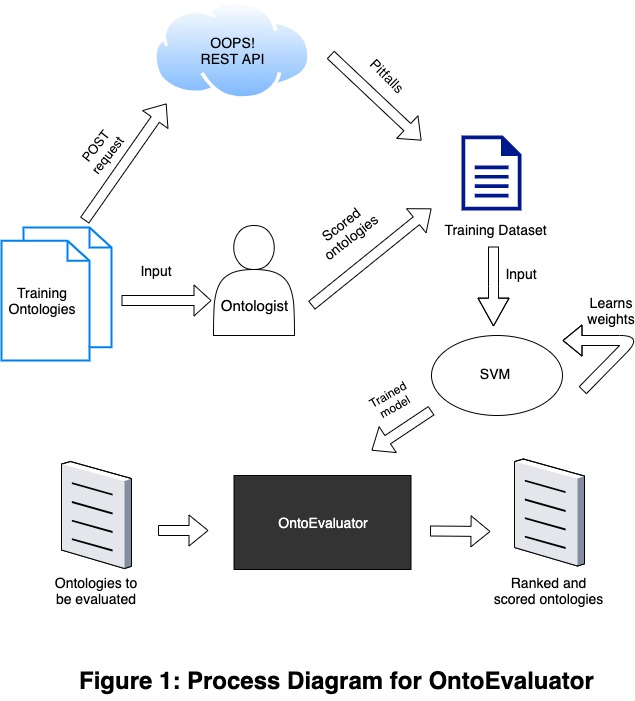 OOPS!
REST API
POST
request
Pitfalls
Training
Ontologies
Input
Ontologist
Scored
ontologies
Training Dataset
Input
Learns
weights
SVM
Trained
model
Ontologies to
be evaluated
OntoEvaluator
Ranked and
scored ontologies
Figure 1: Process Diagram for OntoEvaluator